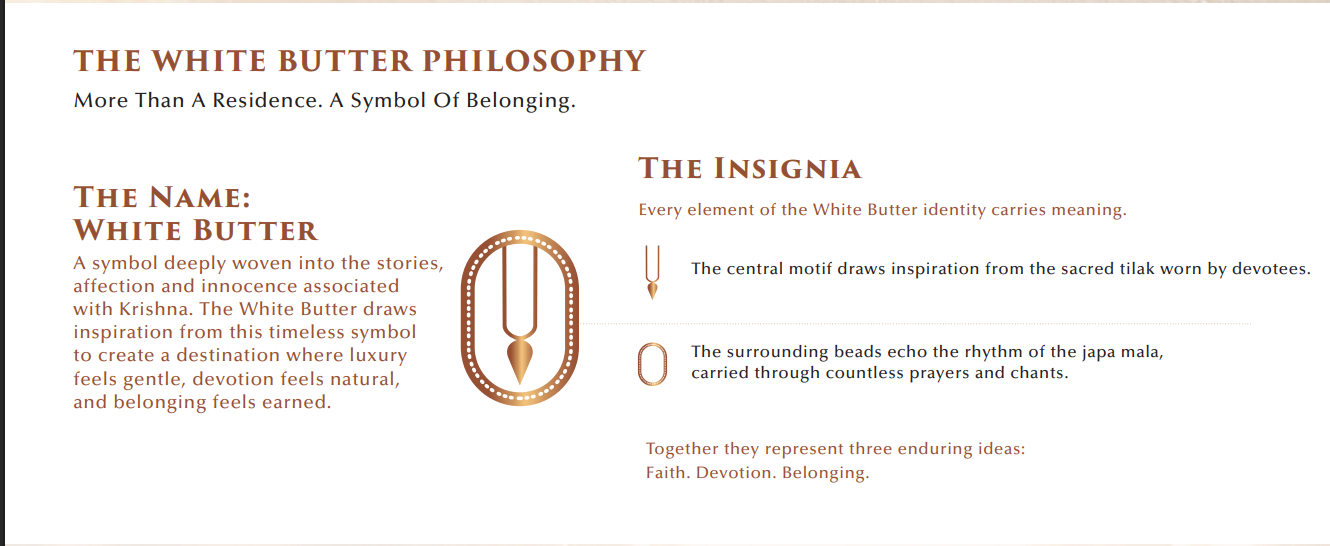 THE WHITE BUTTER PHILOSOPHY
More Than A Residence. A Symbol Of Belonging.
THE NAME:
WHITE BUTTER
A symbol deeply woven into the stories,
affection and innocence associated
with Krishna. The White Butter draws
inspiration from this timeless symbol
to create a destination where luxury
feels gentle, devotion feels natural,
and belonging feels earned.
THE INSIGNIA
Every element of the White Butter identity carries meaning.
The central motif draws inspiration from the sacred tilak worn by devotees.
The surrounding beads echo the rhythm of the japa mala,
carried through countless prayers and chants.
Together they represent three enduring ideas:
Faith. Devotion. Belonging.